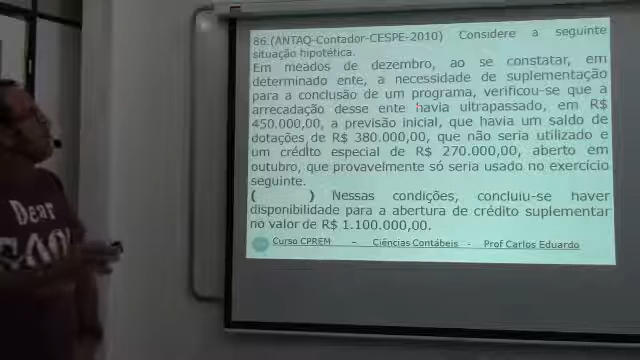 86.(ANTAQ-Contador-CESPE-2010) Considere a seguinte
situação hipotética.
Em meados de dezembro, ao se constatar, em
determinado ente, a necessidade de suplementação
para a conclusão de um programa, verificou-se que a
arrecadação desse ente havia ultrapassado, em R$
450.000,00, a previsão inicial, que havia um saldo de
dotações de R$ 380.000,00, que não seria utilizado e
um crédito especial de R$ 270.000,00, aberto em
outubro, que provavelmente só seria usado no exercício
seguinte.
( ) Nessas condições, concluiu-se haver
disponibilidade para a abertura de crédito suplementar
no valor de R$ 1.100.000,00.
Curso CPREM – Ciências Contábeis - Prof Carlos Eduardo
Dear